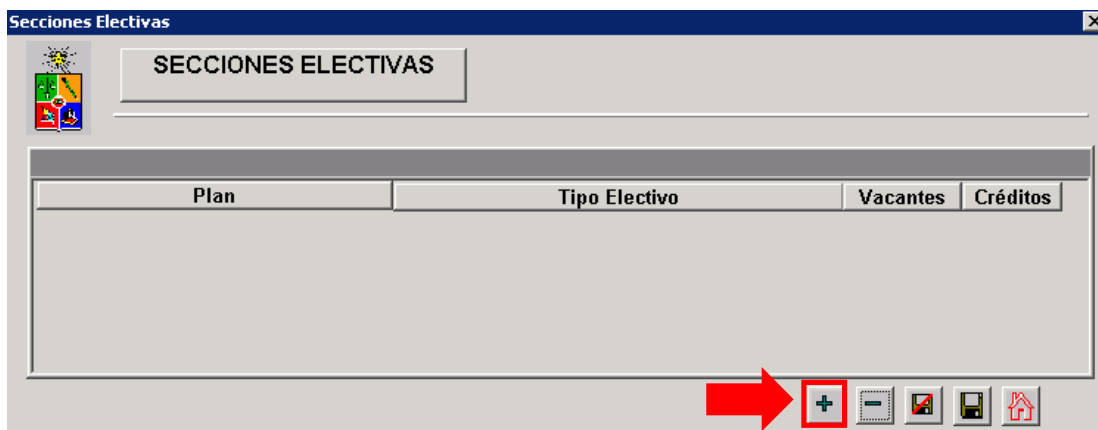 Secciones Electivas
SECCIONES ELECTIVAS
Plan Tipo Electivo Vacantes Créditos